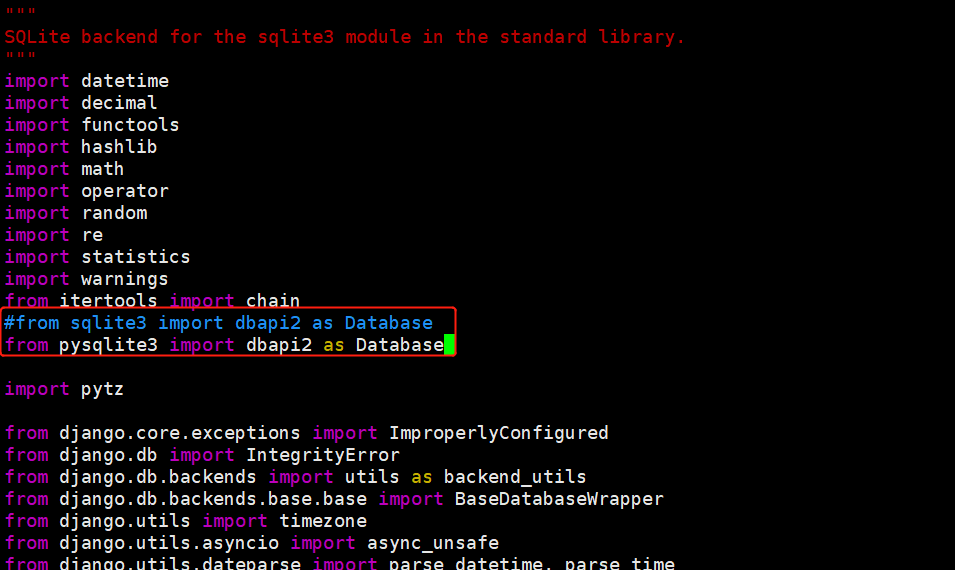 """
SQLite backend for the sqlite3 module in the standard library.
"""
import datetime
import decimal
import functools
import hashlib
import math
import operator
import random
import re
import statistics
import warnings
from itertools import chain
#from sqlite3 import dbapi2 as Database
from pysqlite3 import dbapi2 as Database
import pytz
from django.core.exceptions import ImproperlyConfigured
from django.db import IntegrityError
from django.db.backends import utils as backend_utils
from django.db.backends.base.base import BaseDatabaseWrapper
from django.utils import timezone
from django.utils.asyncio import async_unsafe
from django.utils.dateparse import parse_datetime, parse_time